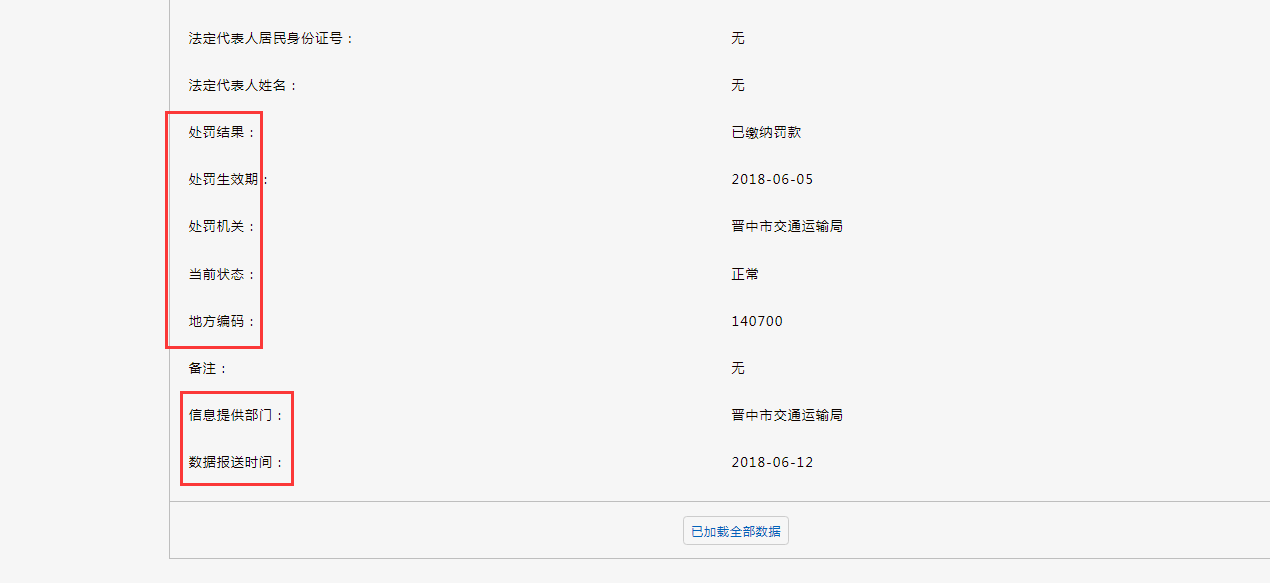 法定代表人居民身份证号： 无
法定代表人姓名： 无
处罚结果： 已缴纳罚款
处罚生效期： 2018-06-05
处罚机关： 晋中市交通运输局
当前状态： 正常
地方编码： 140700
备注： 无
信息提供部门： 晋中市交通运输局
数据报送时间： 2018-06-12
已加载全部数据